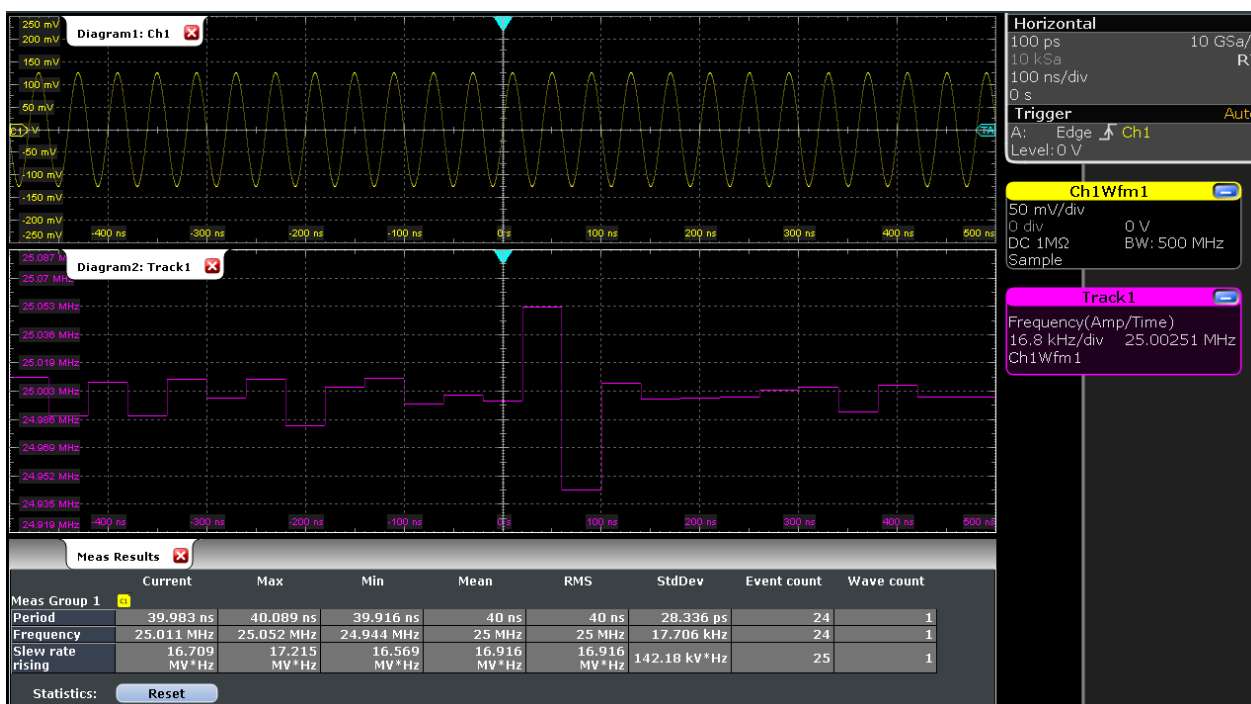 250 mV
200 mV
Diagram1: Ch1
150 mV
100 mV
50 mV
C1 V
TA
-50 mV
-100 mV
-150 mV
-200 mV
-250 mV
-400 ns -300 ns -200 ns -100 ns 0 s 100 ns 200 ns 300 ns 400 ns 500 ns
25.087 M
Diagram2: Track1
25.07 MHz
25.053 MHz
25.036 MHz
25.019 MHz
25.003 MHz
24.986 MHz
24.969 MHz
24.952 MHz
24.935 MHz
24.919 MHz
-400 ns -300 ns -200 ns -100 ns 0 s 100 ns 200 ns 300 ns 400 ns 500 ns
Meas Results
Current Max Min Mean RMS StdDev Event count Wave count
Meas Group 1 C1
Period 39.983 ns 40.089 ns 39.916 ns 40 ns 40 ns 28.336 ps 24 1
Frequency 25.011 MHz 25.052 MHz 24.944 MHz 25 MHz 25 MHz 17.706 kHz 24 1
Slew rate rising 16.709 MV*Hz 17.215 MV*Hz 16.569 MV*Hz 16.916 MV*Hz 16.916 MV*Hz 142.18 kV*Hz 25 1
Statistics: Reset
Horizontal
100 ps 10 GSa/
10 kSa R
100 ns/div
0 s
Trigger Aut
A: Edge Ch1
Level: 0 V
Ch1Wfm1
50 mV/div
0 div 0 V
DC 1MΩ BW: 500 MHz
Sample
Track1
Frequency(Amp/Time)
16.8 kHz/div 25.00251 MHz
Ch1Wfm1